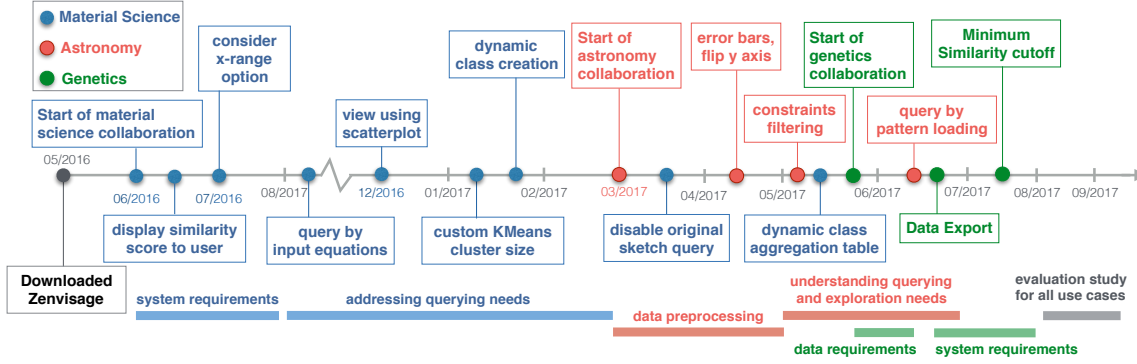 Material Science
Astronomy
Genetics
consider
x-range
option
dynamic
class creation
Start of
astronomy
collaboration
error bars,
flip y axis
Start of
genetics
collaboration
Minimum
Similarity cutoff
Start of material
science collaboration
view using
scatterplot
constraints
filtering
query by
pattern loading
05/2016
06/2016
07/2016
08/2017
12/2016
01/2017
02/2017
03/2017
04/2017
05/2017
06/2017
07/2017
08/2017
09/2017
display similarity
score to user
query by
input equations
custom KMeans
cluster size
disable original
sketch query
dynamic class
aggregation table
Data Export
Downloaded
Zenvisage
system requirements
addressing querying needs
data preprocessing
understanding querying
and exploration needs
data requirements
system requirements
evaluation study
for all use cases